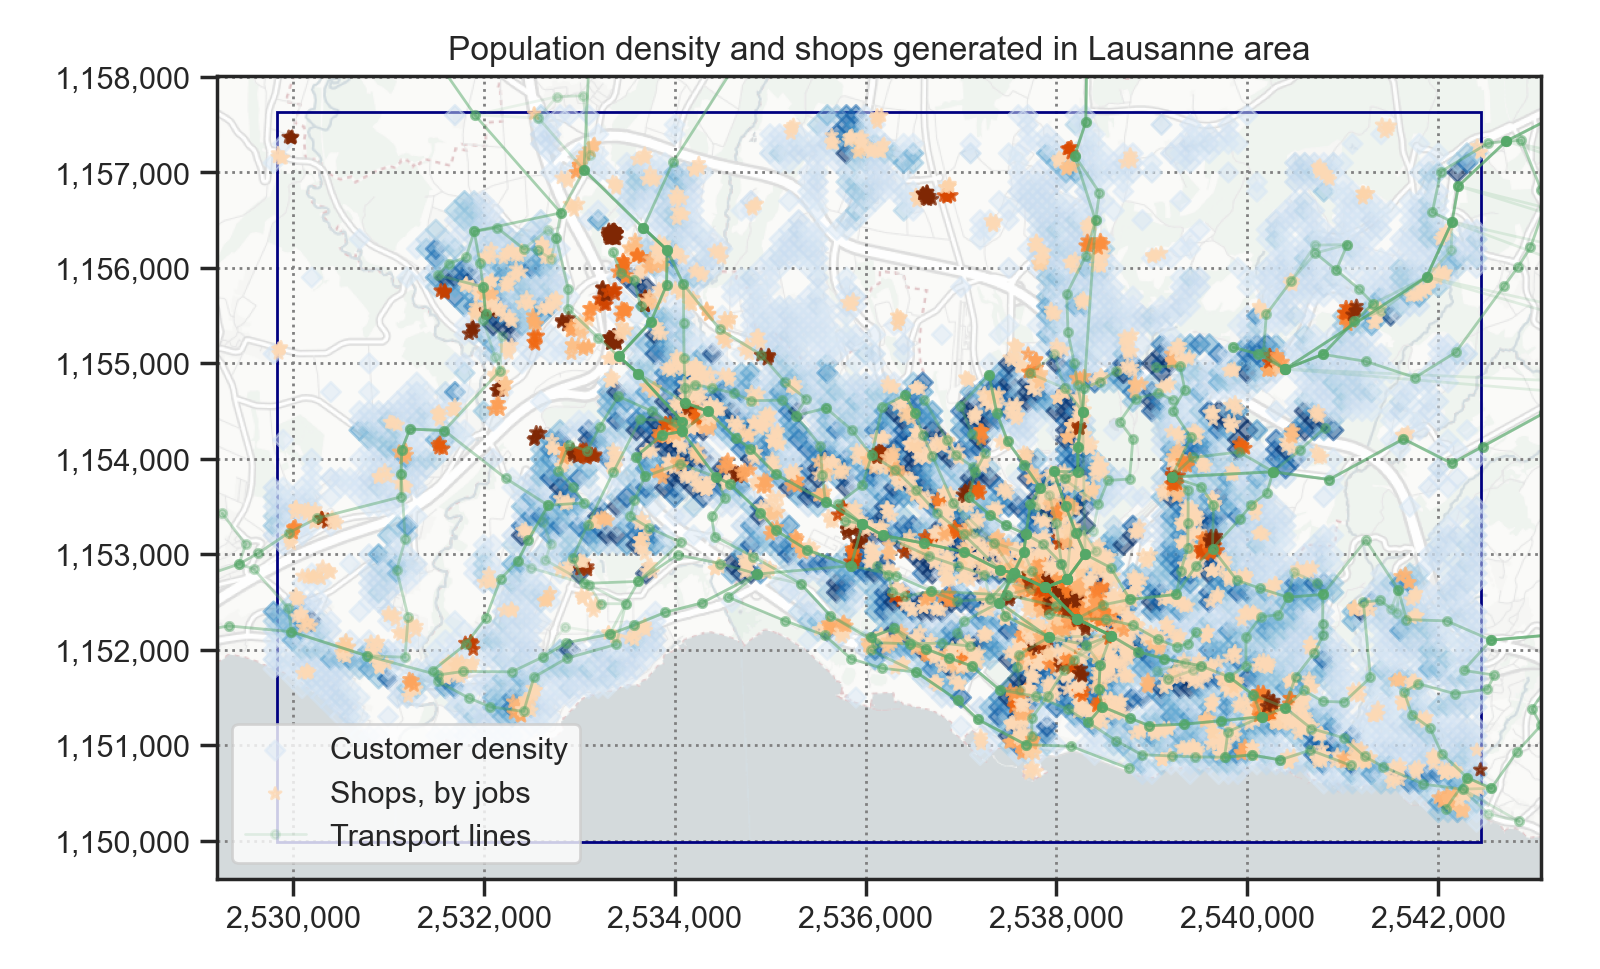 Population density and shops generated in Lausanne area
1,158,000
1,157,000
1,156,000
1,155,000
1,154,000
1,153,000
1,152,000
1,151,000
1,150,000
Customer density
Shops, by jobs
Transport lines
2,530,000 2,532,000 2,534,000 2,536,000 2,538,000 2,540,000 2,542,000